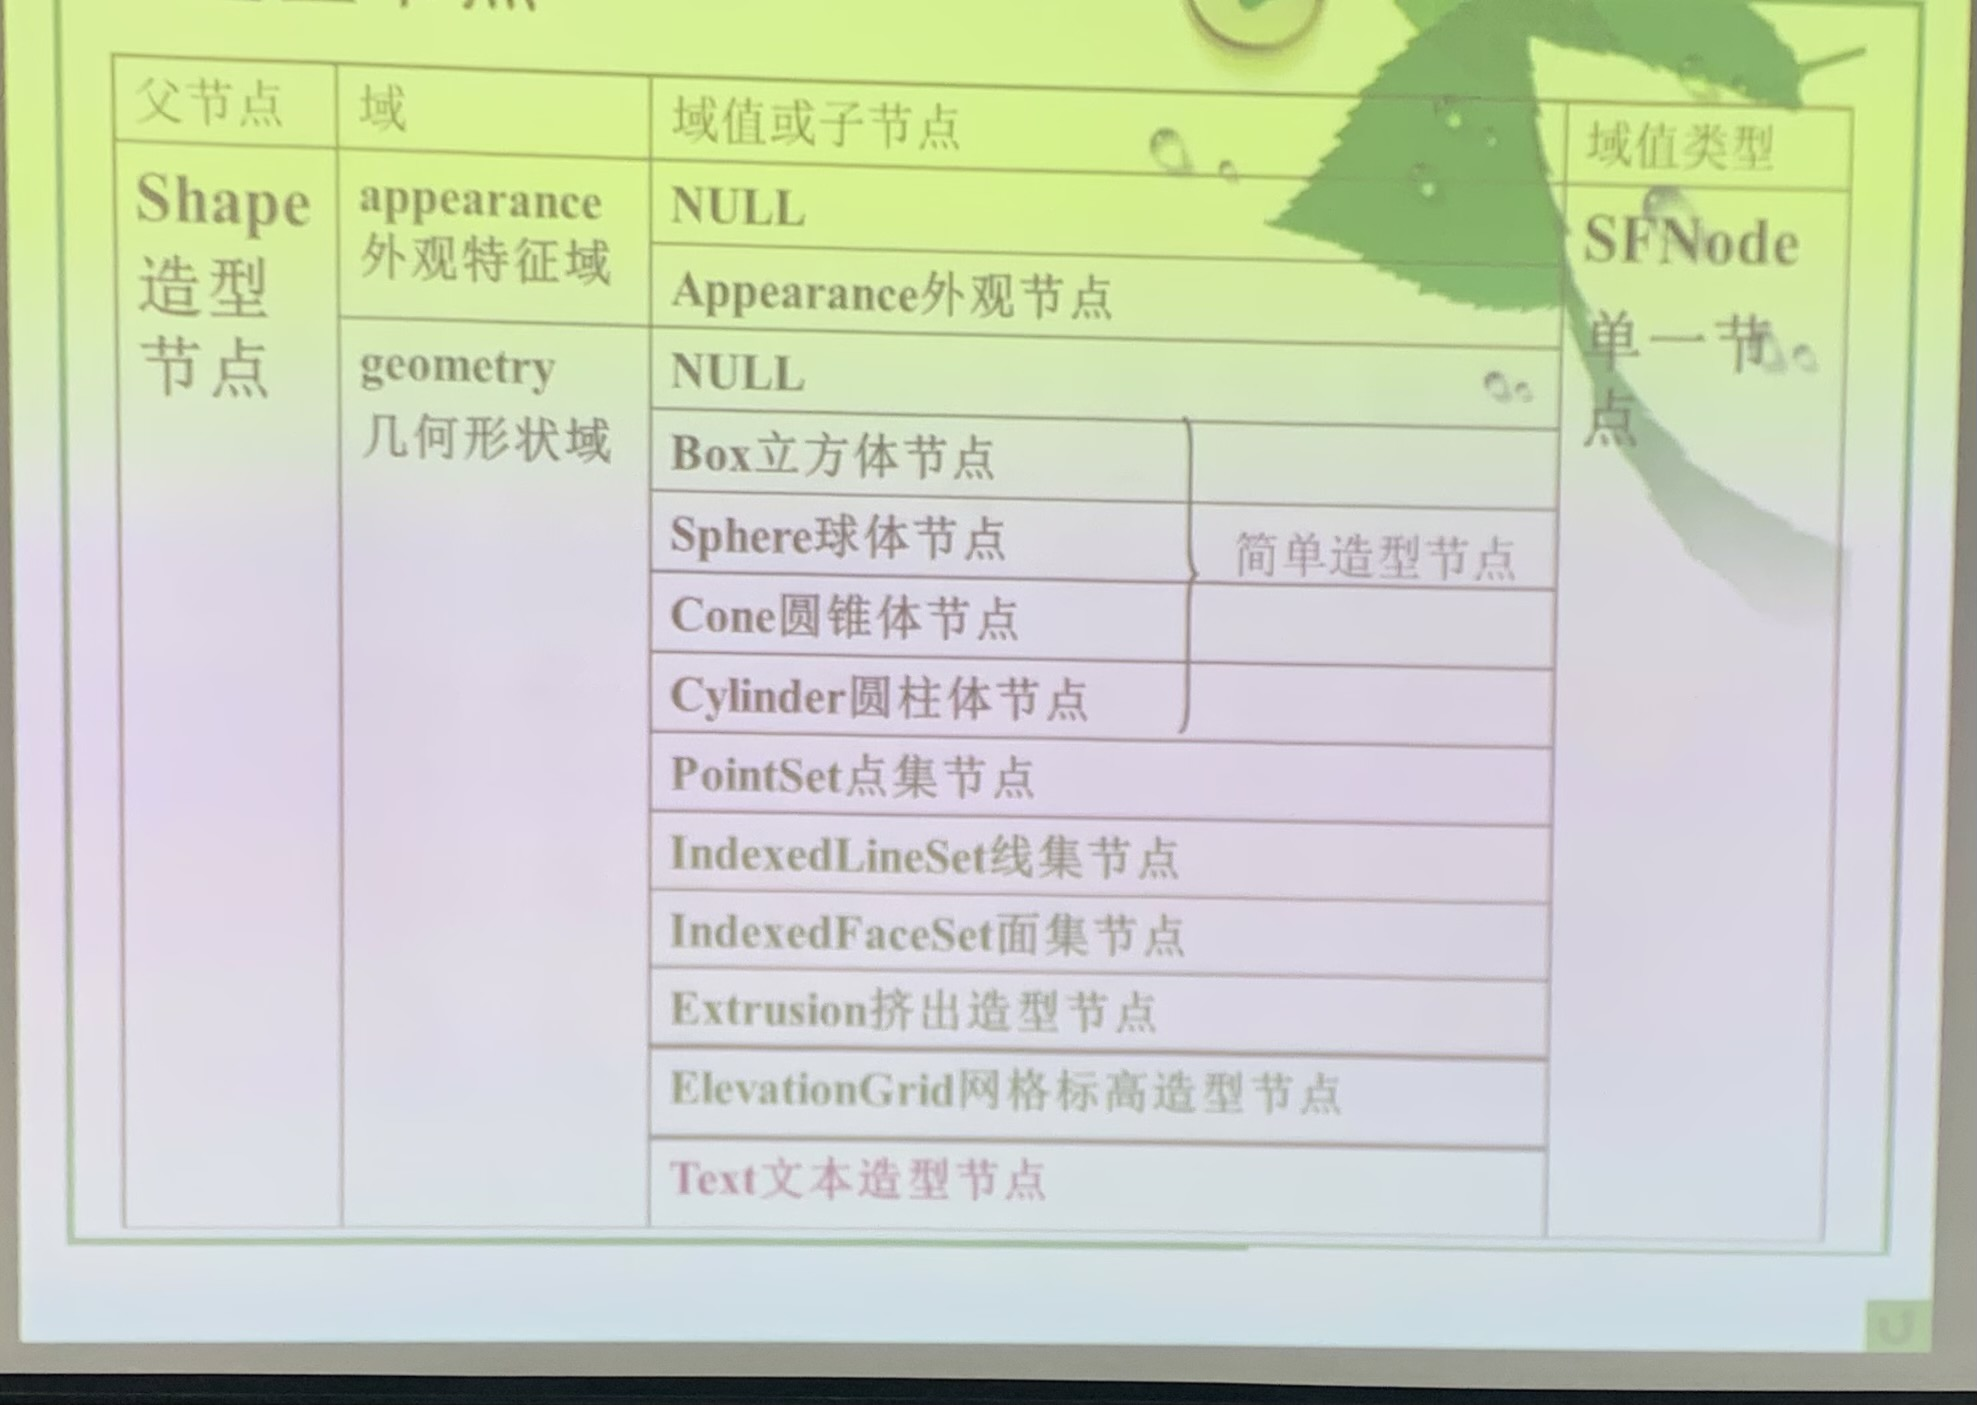 父节点 域 域值或子节点 域值类型
Shape
造型
节点
appearance
外观特征域
NULL
Appearance外观节点
geometry
几何形状域
NULL
Box立方体节点
Sphere球体节点
Cone圆锥体节点
Cylinder圆柱体节点
简单造型节点
PointSet点集节点
IndexedLineSet线集节点
IndexedFaceSet面集节点
Extrusion挤出造型节点
ElevationGrid网格标高造型节点
Text文本造型节点
SFNode
单一节
点